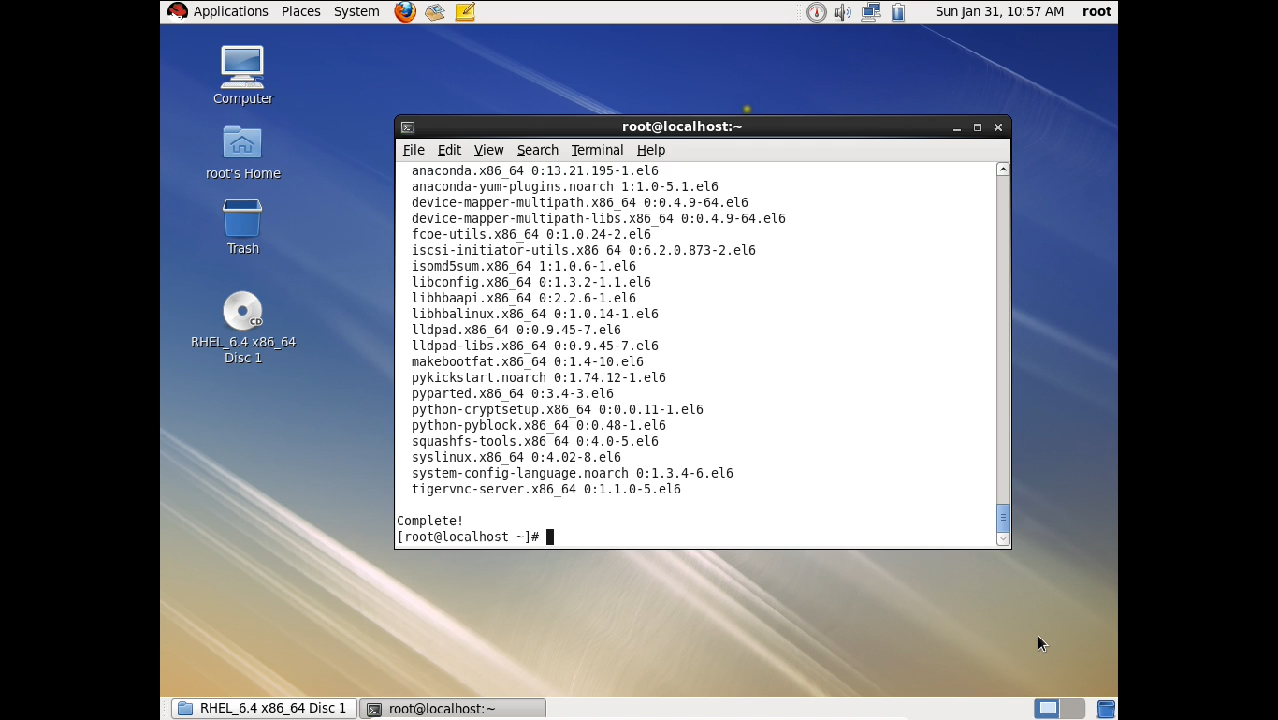 Applications Places System Sun Jan 31, 10:57 AM root
Computer
root's Home
Trash
CD
RHEL_6.4 x86_64
Disc 1
root@localhost:~
File Edit View Search Terminal Help
anaconda.x86_64 0:13.21.195-1.el6
anaconda-yum-plugins.noarch 1:1.0-5.1.el6
device-mapper-multipath.x86_64 0:0.4.9-64.el6
device-mapper-multipath-libs.x86_64 0:0.4.9-64.el6
fcoe-utils.x86_64 0:1.0.24-2.el6
iscsi-initiator-utils.x86_64 0:6.2.0.873-2.el6
isomd5sum.x86_64 1:1.0.6-1.el6
libconfig.x86_64 0:1.3.2-1.1.el6
libhbaapi.x86_64 0:2.2.6-1.el6
libhbalinux.x86_64 0:1.0.14-1.el6
lldpad.x86_64 0:0.9.45-7.el6
lldpad-libs.x86_64 0:0.9.45-7.el6
makebootfat.x86_64 0:1.4-10.el6
pykickstart.noarch 0:1.74.12-1.el6
pyparted.x86_64 0:3.4-3.el6
python-cryptsetup.x86_64 0:0.0.11-1.el6
python-pyblock.x86_64 0:0.48-1.el6
squashfs-tools.x86_64 0:4.0-5.el6
syslinux.x86_64 0:4.02-8.el6
system-config-language.noarch 0:1.3.4-6.el6
tigervnc-server.x86_64 0:1.1.0-5.el6
Complete!
[root@localhost ~]#
RHEL_6.4 x86_64 Disc 1 root@localhost:~